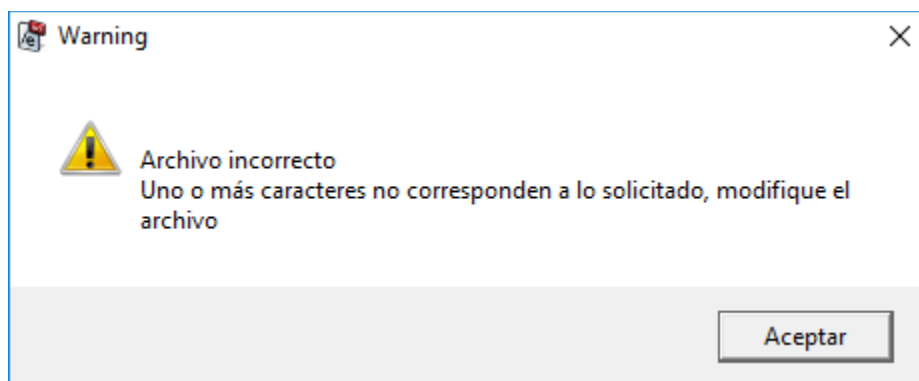 Warning
Archivo incorrecto
Uno o más caracteres no corresponden a lo solicitado, modifique el
archivo
Aceptar